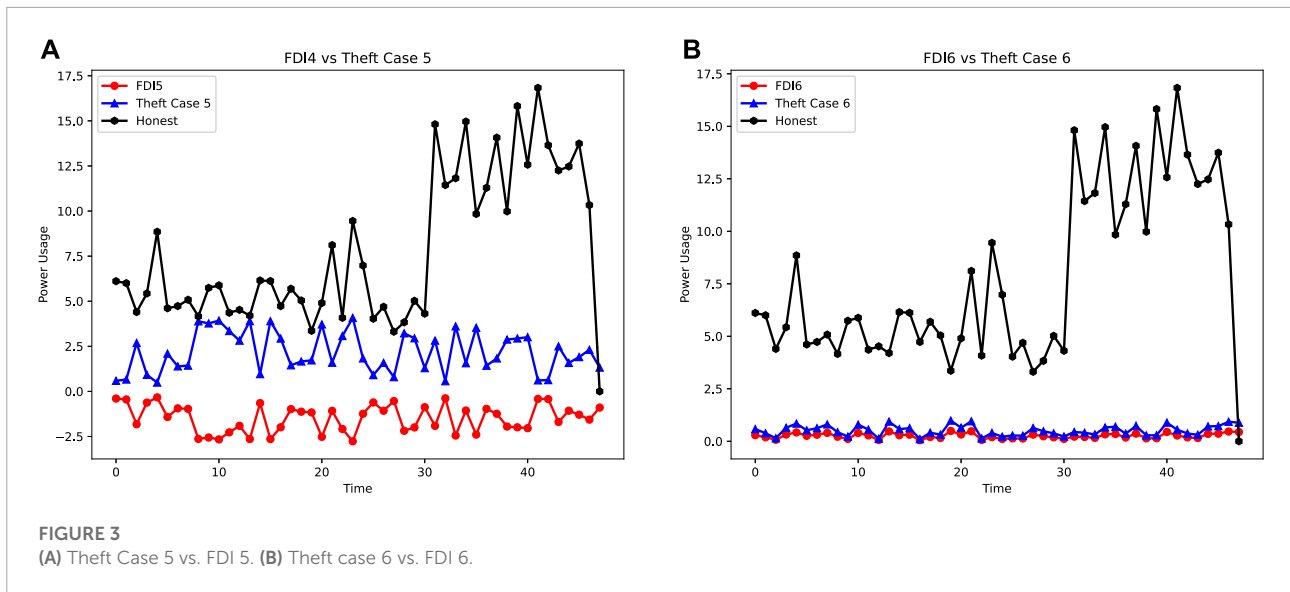 A
FDI4 vs Theft Case 5
17.5
15.0
12.5
10.0
7.5
5.0
2.5
0.0
−2.5
Power Usage
FDI5
Theft Case 5
Honest
0
10
20
30
40
Time
B
FDI6 vs Theft Case 6
17.5
15.0
12.5
10.0
7.5
5.0
2.5
0.0
Power Usage
FDI6
Theft Case 6
Honest
0
10
20
30
40
Time
FIGURE 3
(A) Theft Case 5 vs. FDI 5. (B) Theft case 6 vs. FDI 6.